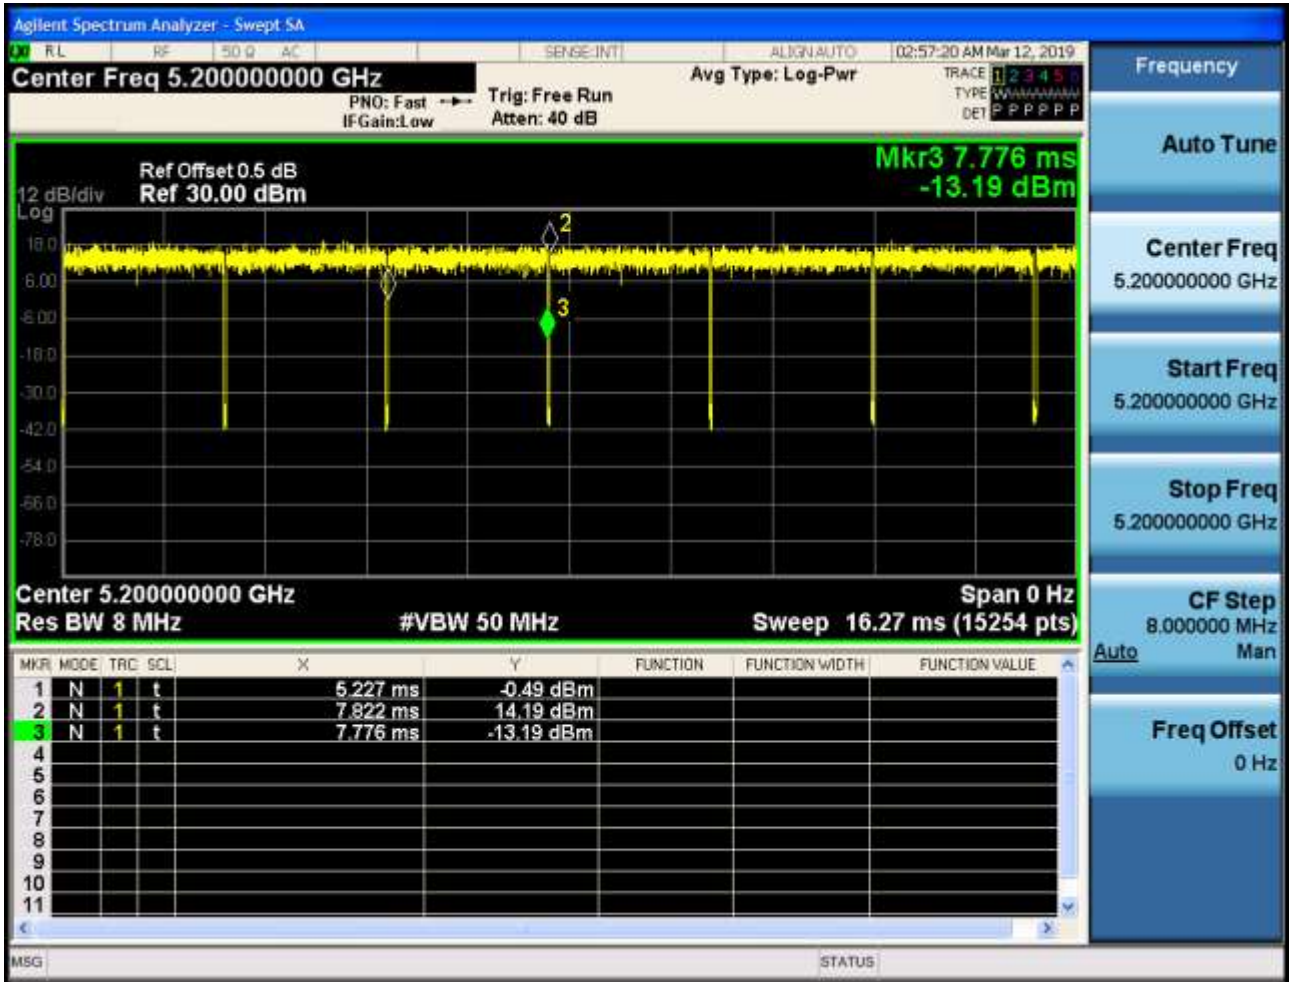 Agilent Spectrum Analyzer - Swept SA
LXI RL RF 50 Ω AC SENSE:INT ALIGN AUTO 02:57:20 AM Mar 12, 2019
Center Freq 5.200000000 GHz
Avg Type: Log-Pwr
TRACE 1 2 3 4 5 6
PNO: Fast
Trig: Free Run
TYPE
IFGain:Low
Atten: 40 dB
DET P P P P P P
Mkr3 7.776 ms
-13.19 dBm
Ref Offset 0.5 dB
12 dB/div Ref 30.00 dBm
Log
18.0
6.00
-6.00
-18.0
-30.0
-42.0
-54.0
-66.0
-78.0
2
3
Center 5.200000000 GHz Span 0 Hz
Res BW 8 MHz #VBW 50 MHz Sweep 16.27 ms (15254 pts)
MKR MODE TRC SCL X Y FUNCTION FUNCTION WIDTH FUNCTION VALUE
1 N 1 t 5.227 ms -0.49 dBm
2 N 1 t 7.822 ms 14.19 dBm
3 N 1 t 7.776 ms -13.19 dBm
4
5
6
7
8
9
10
11
MSG STATUS
Frequency
Auto Tune
Center Freq
5.200000000 GHz
Start Freq
5.200000000 GHz
Stop Freq
5.200000000 GHz
CF Step
8.000000 MHz
Auto Man
Freq Offset
0 Hz